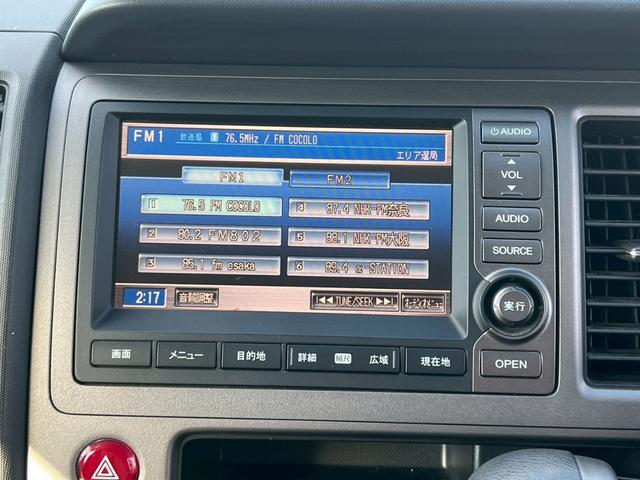 FM1 放送局 1 76.5MHz / FM COCOLO
エリア選局
FM1 FM2
1 76.5 FM COCOLO
2 80.2 FM802
3 85.1 fm osaka
4 87.4 NHK-FM奈良
5 88.1 NHK-FM大阪
6 89.4 α-STATION
2:17 音質調整 TUNE/SEEK オーディオメニュー
AUDIO
VOL
AUDIO
SOURCE
実行
OPEN
画面 メニュー 目的地 詳細 縮尺 広域 現在地